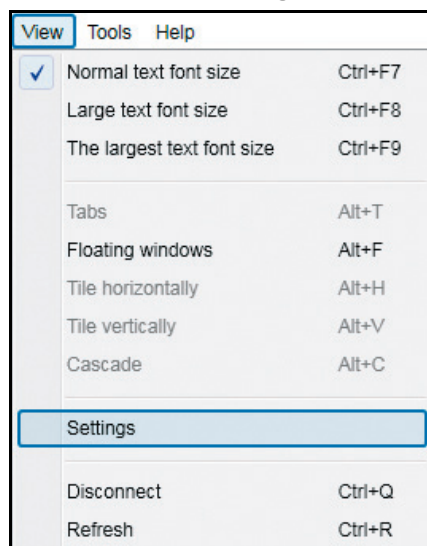 View Tools Help
Normal text font size Ctrl+F7
Large text font size Ctrl+F8
The largest text font size Ctrl+F9
Tabs Alt+T
Floating windows Alt+F
Tile horizontally Alt+H
Tile vertically Alt+V
Cascade Alt+C
Settings
Disconnect Ctrl+Q
Refresh Ctrl+R